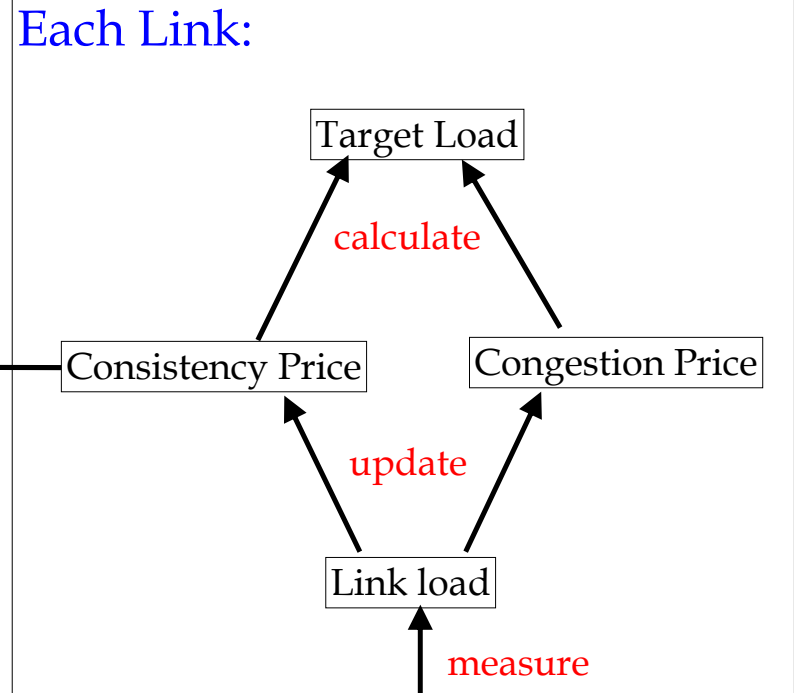 Each Link:
Target Load
calculate
Consistency Price
Congestion Price
update
Link load
measure